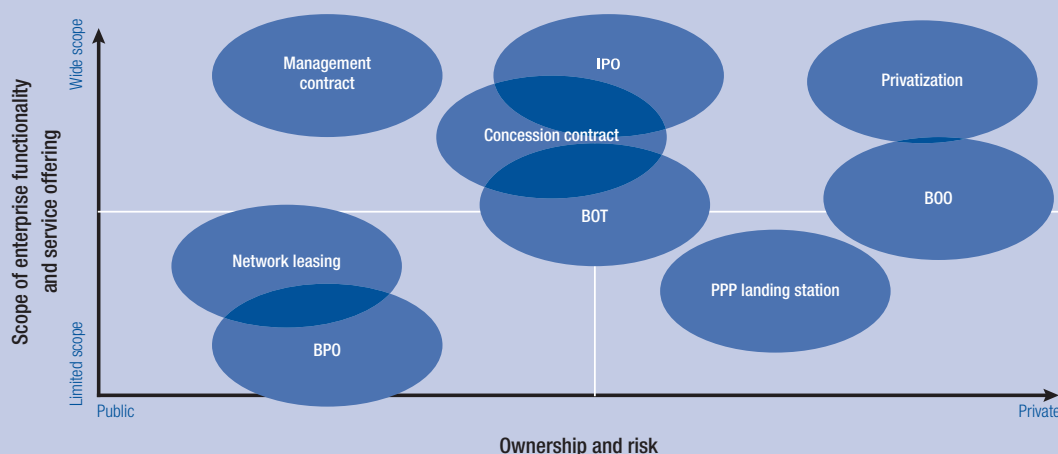 Scope of enterprise functionality
and service offering
Wide scope
Limited scope
Management
contract
IPO
Privatization
Concession contract
BOT
BOO
Network leasing
PPP landing station
BPO
Public
Private
Ownership and risk